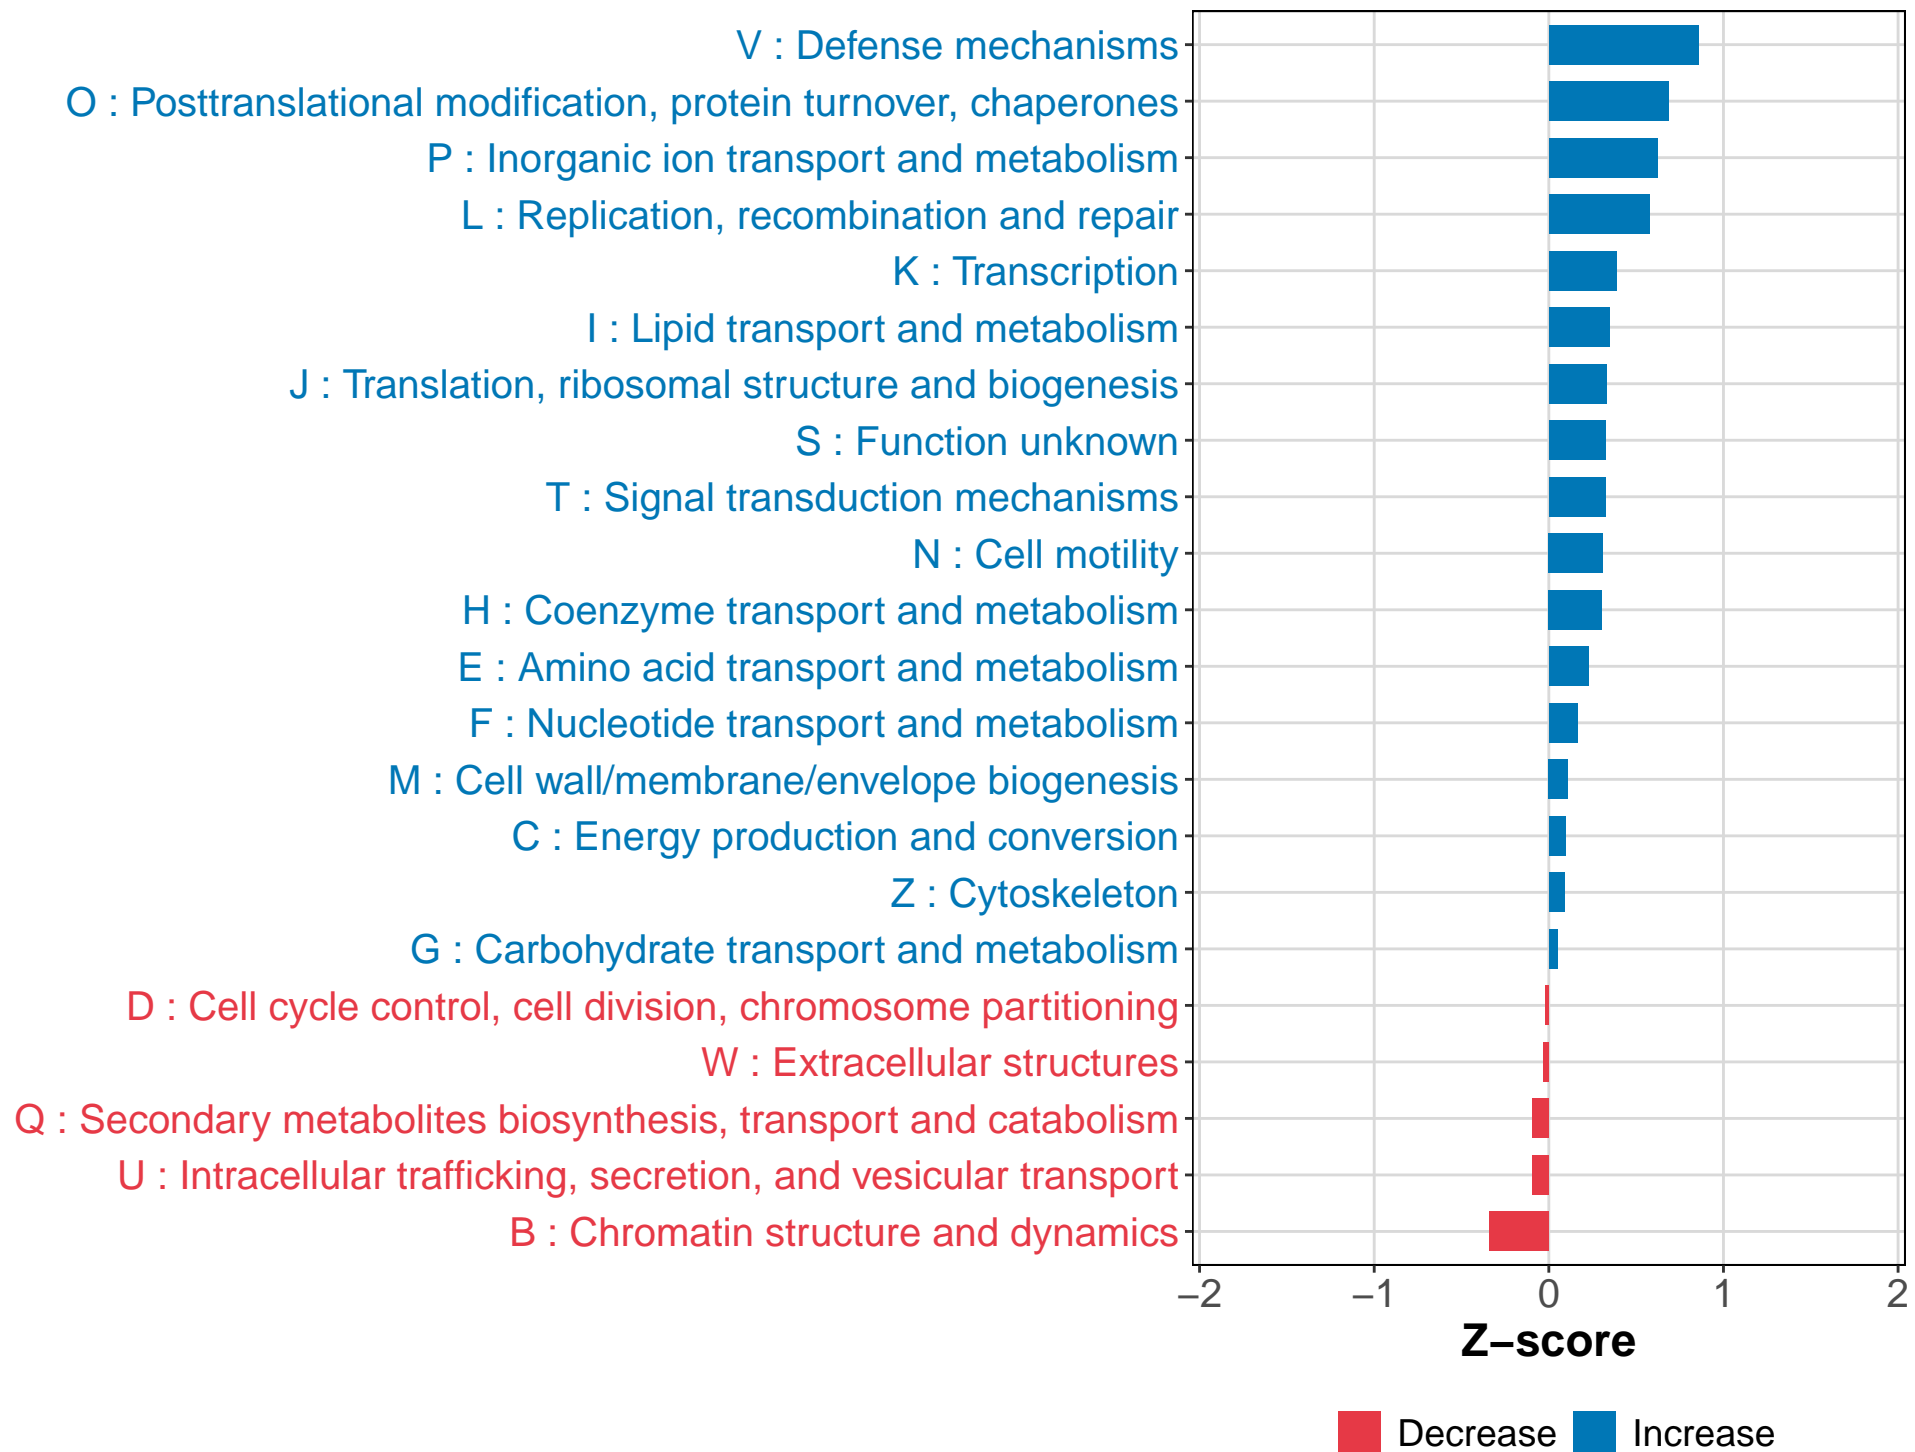 V : Defense mechanisms
O : Posttranslational modification, protein turnover, chaperones
P : Inorganic ion transport and metabolism
L : Replication, recombination and repair
K : Transcription
I : Lipid transport and metabolism
J : Translation, ribosomal structure and biogenesis
S : Function unknown
T : Signal transduction mechanisms
N : Cell motility
H : Coenzyme transport and metabolism
E : Amino acid transport and metabolism
F : Nucleotide transport and metabolism
M : Cell wall/membrane/envelope biogenesis
C : Energy production and conversion
Z : Cytoskeleton
G : Carbohydrate transport and metabolism
D : Cell cycle control, cell division, chromosome partitioning
W : Extracellular structures
Q : Secondary metabolites biosynthesis, transport and catabolism
U : Intracellular trafficking, secretion, and vesicular transport
B : Chromatin structure and dynamics
−2 −1 0 1 2
Z−score
Decrease Increase